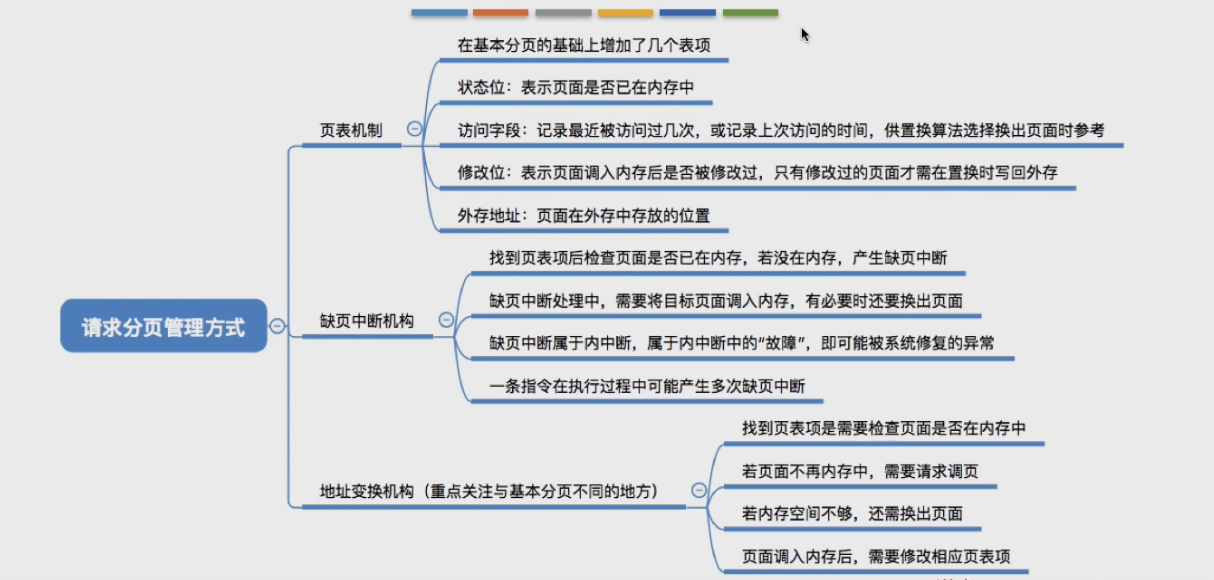 在基本分页的基础上增加了几个表项
状态位：表示页面是否已在内存中
页表机制
访问字段：记录最近被访问过几次，或记录上次访问的时间，供置换算法选择换出页面时参考
修改位：表示页面调入内存后是否被修改过，只有修改过的页面才需在置换时写回外存
外存地址：页面在外存中存放的位置
找到页表项后检查页面是否已在内存，若没在内存，产生缺页中断
缺页中断处理中，需要将目标页面调入内存，有必要时还要换出页面
请求分页管理方式
缺页中断机构
缺页中断属于内中断，属于内中断中的“故障”，即可能被系统修复的异常
一条指令在执行过程中可能产生多次缺页中断
找到页表项是需要检查页面是否在内存中
若页面不再内存中，需要请求调页
地址变换机构（重点关注与基本分页不同的地方）
若内存空间不够，还需换出页面
页面调入内存后，需要修改相应页表项